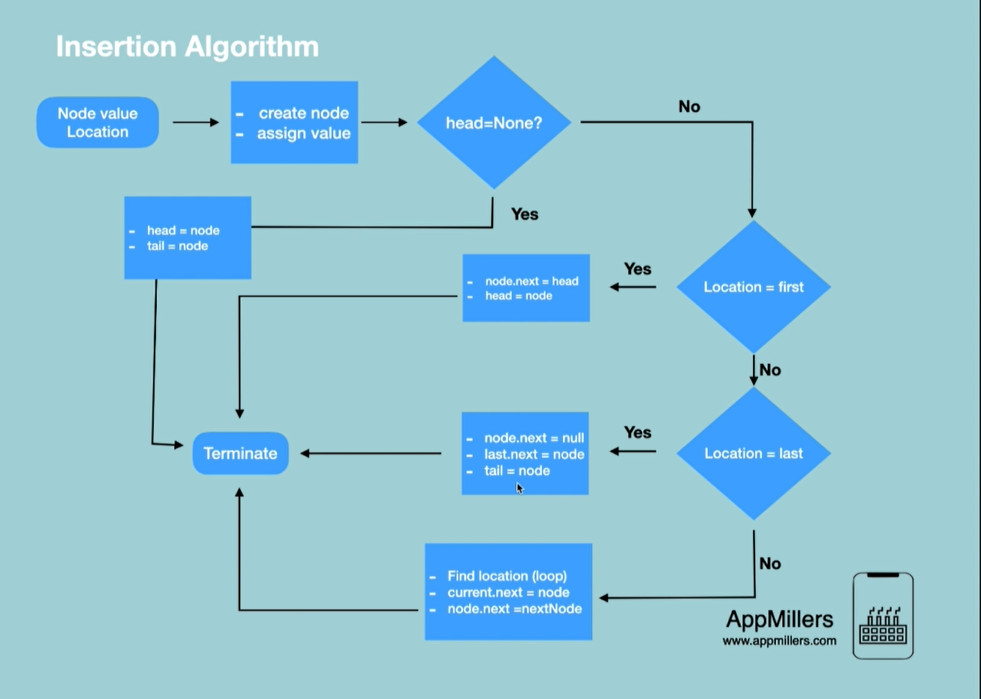 Insertion Algorithm
Node value
Location
- create node
- assign value
head=None?
No
Yes
- head = node
- tail = node
Location = first
Yes
- node.next = head
- head = node
No
Location = last
Yes
- node.next = null
- last.next = node
- tail = node
Terminate
No
- Find location (loop)
- current.next = node
- node.next =nextNode
AppMillers
www.appmillers.com